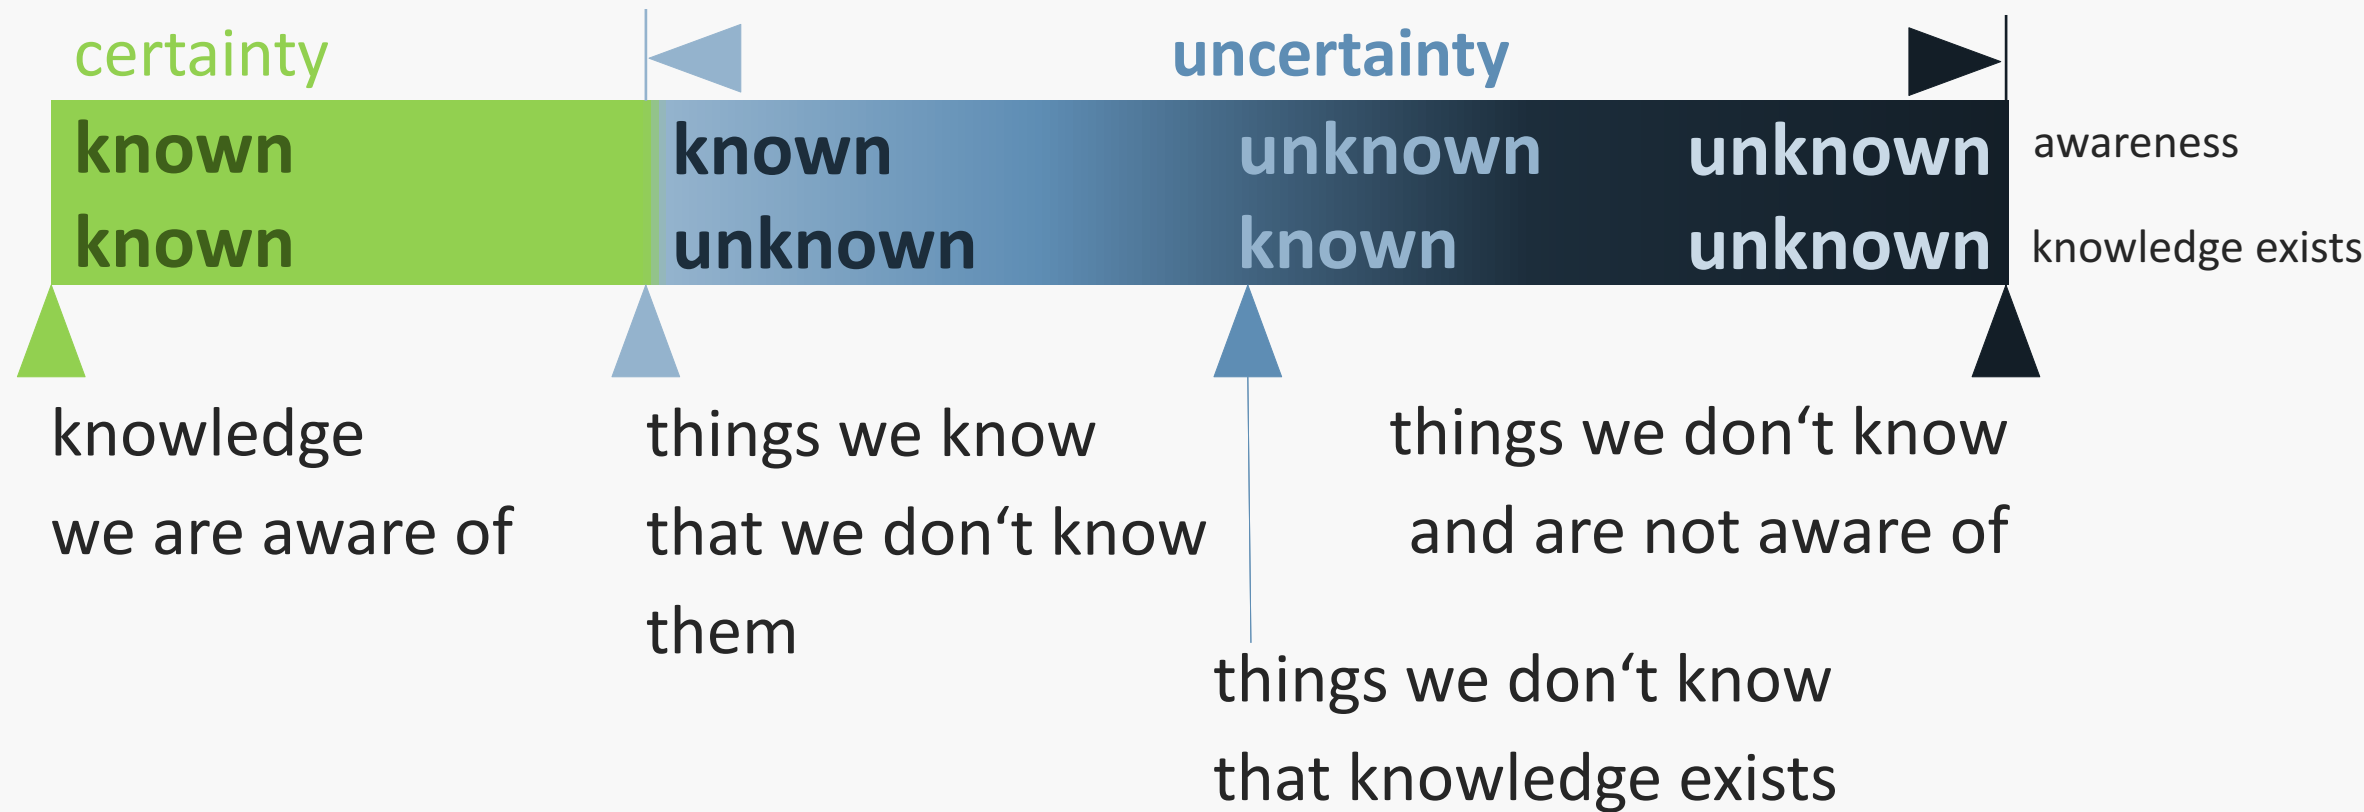 certainty
uncertainty
known
known
unknown
unknown
awareness
known
unknown
known
unknown
knowledge exists
knowledge
we are aware of
things we know
that we don‘t know
them
things we don‘t know
and are not aware of
things we don‘t know
that knowledge exists